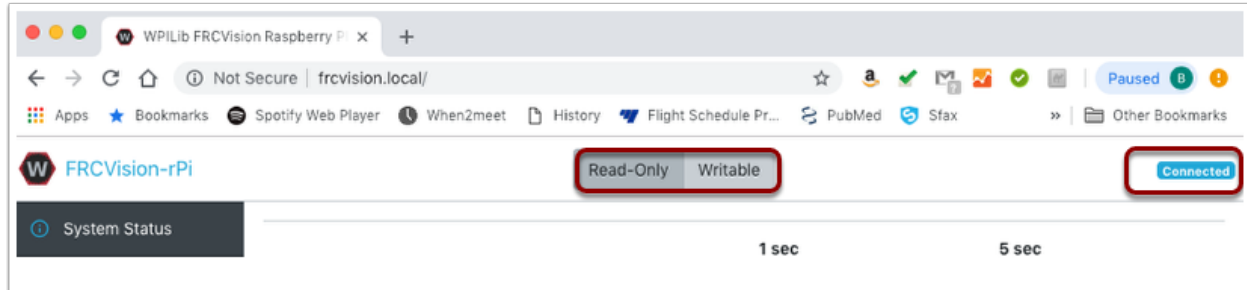 WPILib FRCVision Raspberry P
Not Secure | frcvision.local/
Paused B
Apps Bookmarks Spotify Web Player When2meet History Flight Schedule Pr... PubMed Sfax » Other Bookmarks
W FRCVision-rPi Read-Only Writable Connected
System Status
1 sec 5 sec